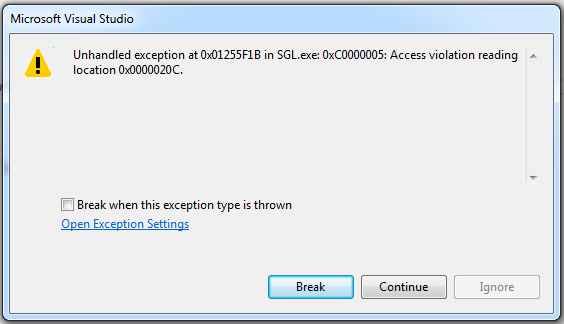 Microsoft Visual Studio
Unhandled exception at 0x01255F1B in SGL.exe: 0xC0000005: Access violation reading
location 0x0000020C.
Break when this exception type is thrown
Open Exception Settings
Break
Continue
Ignore